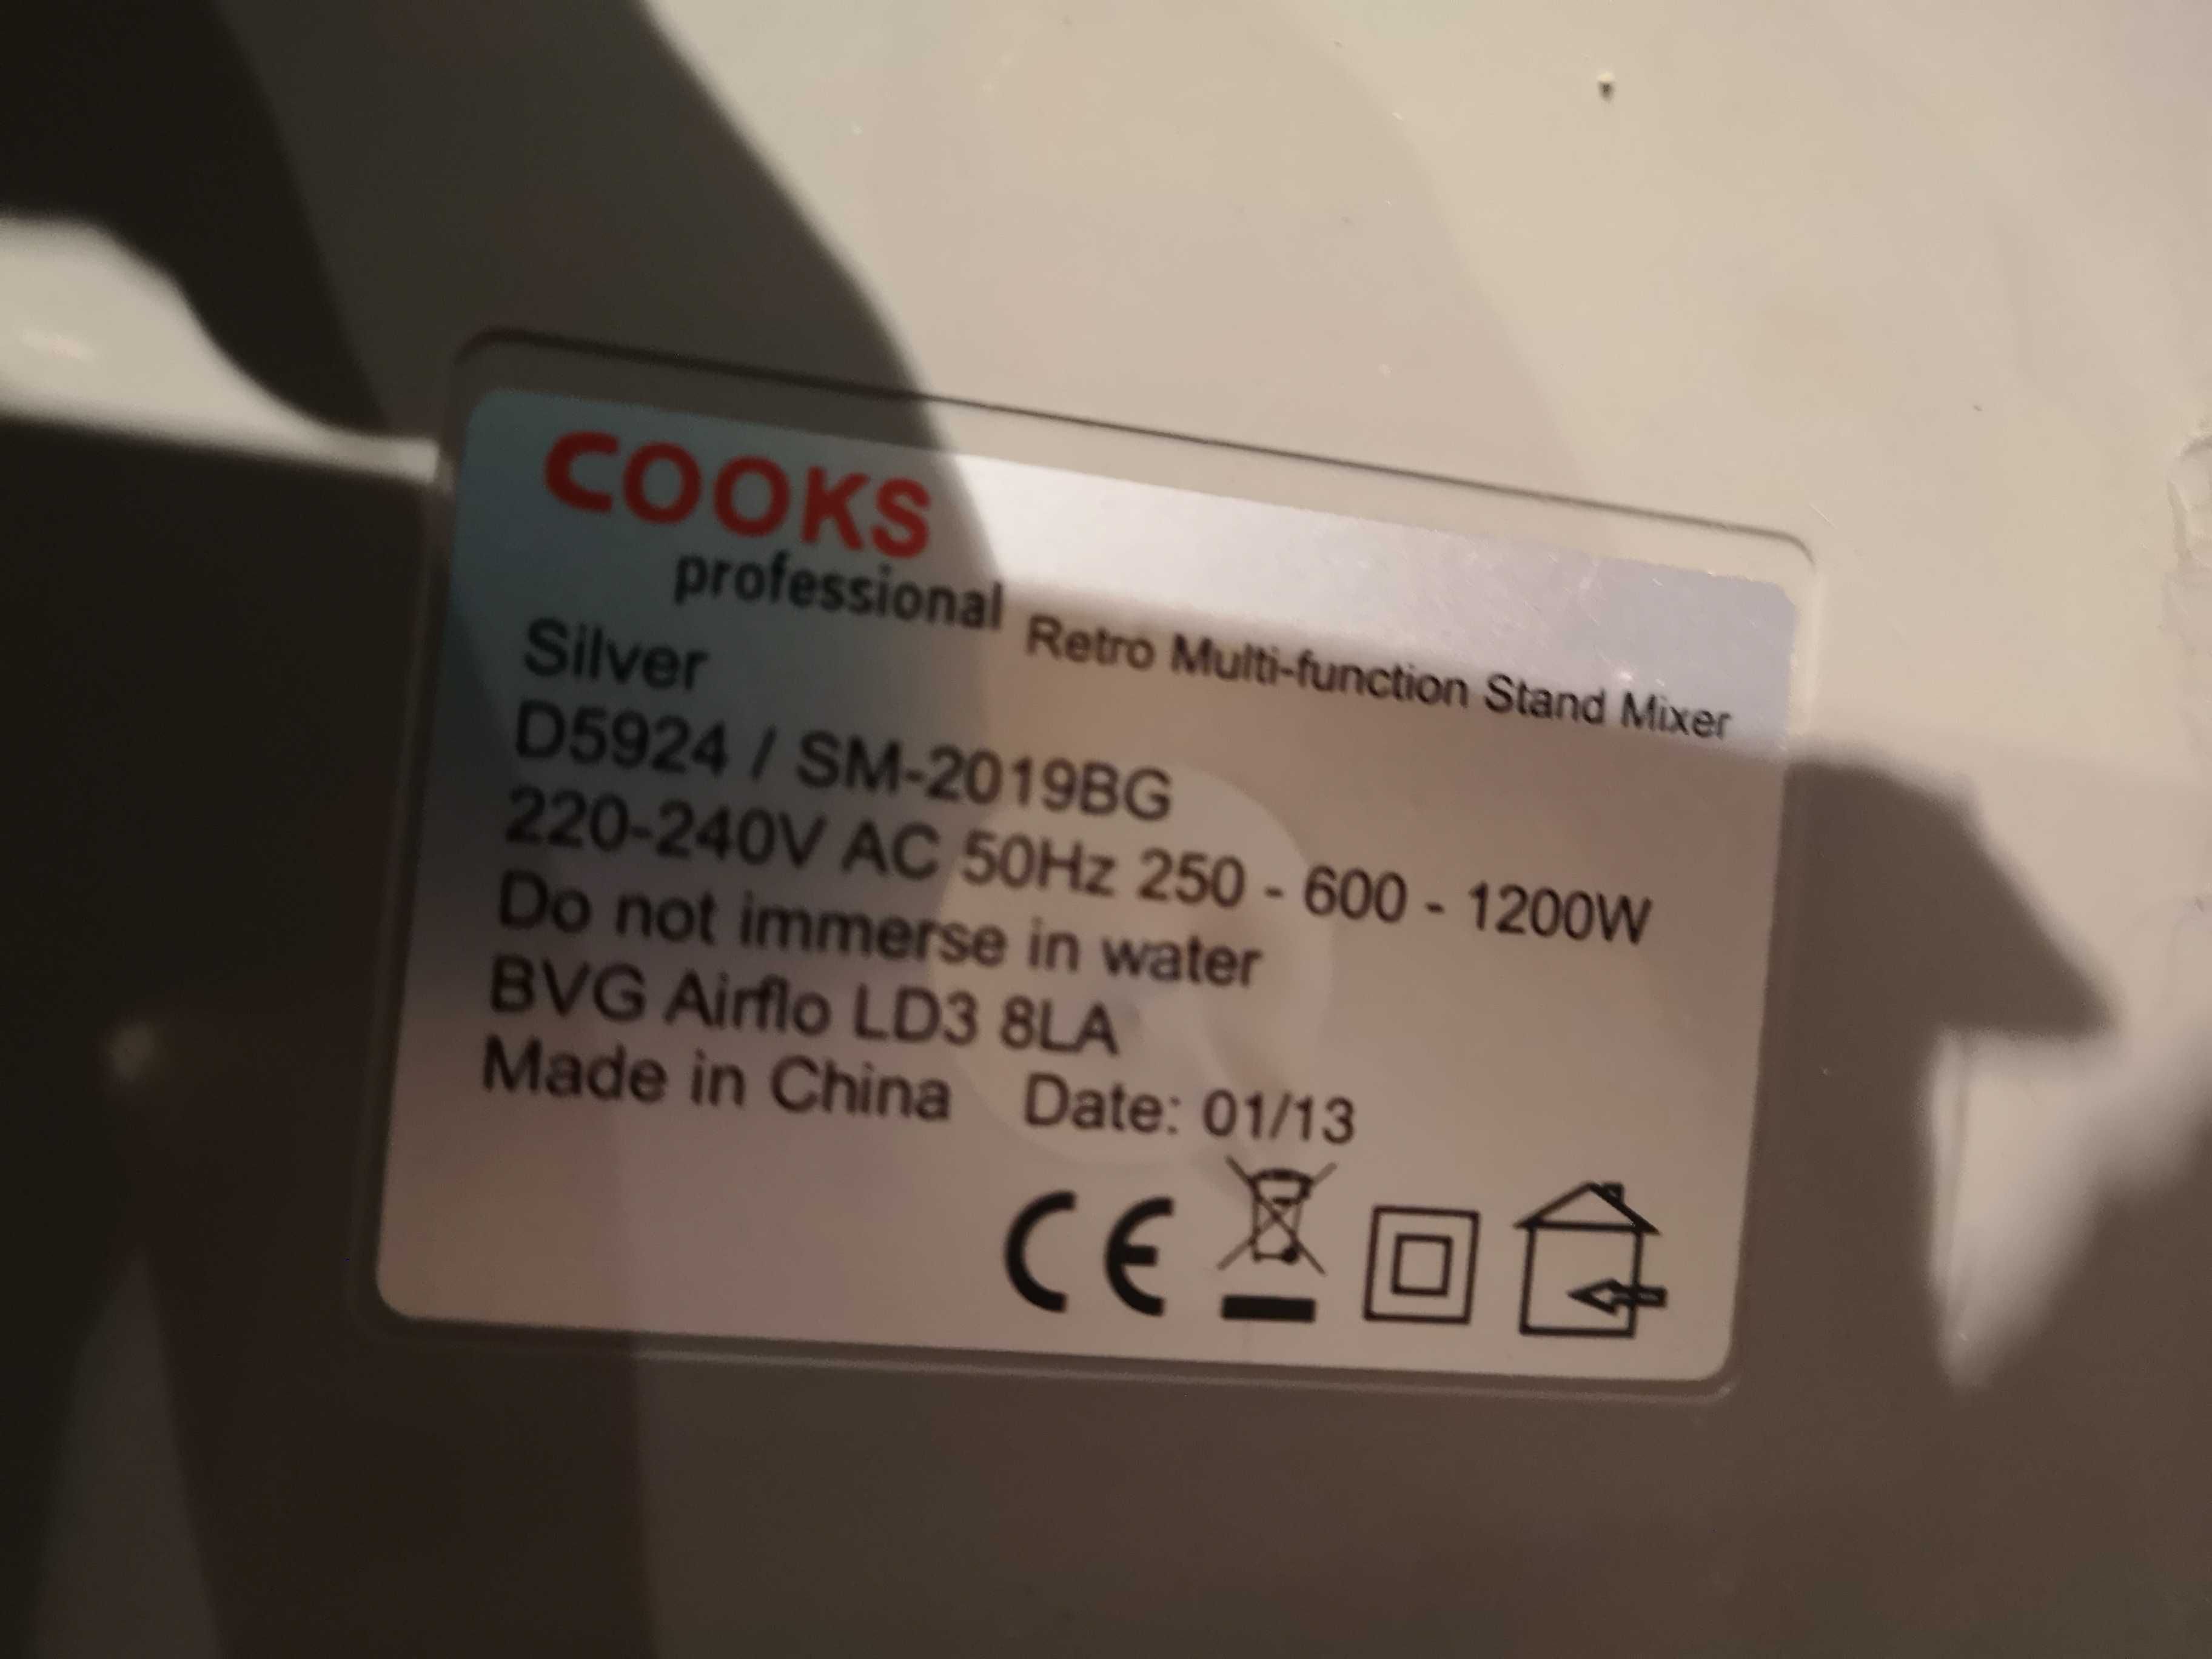 COOKS
professional
Retro Multi-function Stand Mixer
Silver
D5924 / SM-2019BG
220-240V AC 50Hz 250 - 600 - 1200W
Do not immerse in water
BVG Airflo LD3 8LA
Made in China Date: 01/13
CE